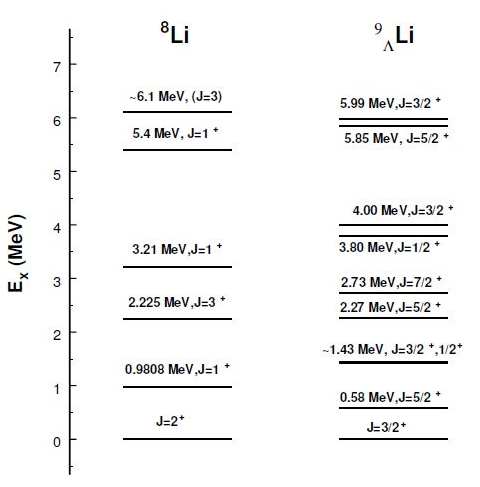 ⁸Li
⁹ΛLi
Eₓ (MeV)
7
6
5
4
3
2
1
0
~6.1 MeV, (J=3)
5.4 MeV, J=1 ⁺
3.21 MeV,J=1 ⁺
2.225 MeV,J=3 ⁺
0.9808 MeV,J=1 ⁺
J=2⁺
5.99 MeV,J=3/2 ⁺
5.85 MeV, J=5/2 ⁺
4.00 MeV,J=3/2 ⁺
3.80 MeV,J=1/2 ⁺
2.73 MeV,J=7/2 ⁺
2.27 MeV,J=5/2 ⁺
~1.43 MeV, J=3/2 ⁺,1/2⁺
0.58 MeV,J=5/2 ⁺
J=3/2⁺